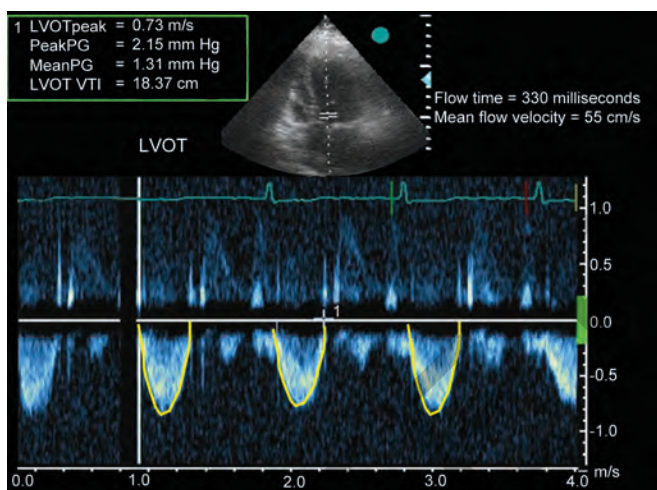 1 LVOTpeak = 0.73 m/s
PeakPG = 2.15 mm Hg
MeanPG = 1.31 mm Hg
LVOT VTI = 18.37 cm
Flow time = 330 milliseconds
Mean flow velocity = 55 cm/s
LVOT
1.0
0.5
1
0.0
-0.5
-1.0
0.0 1.0 2.0 3.0 4.0 m/s